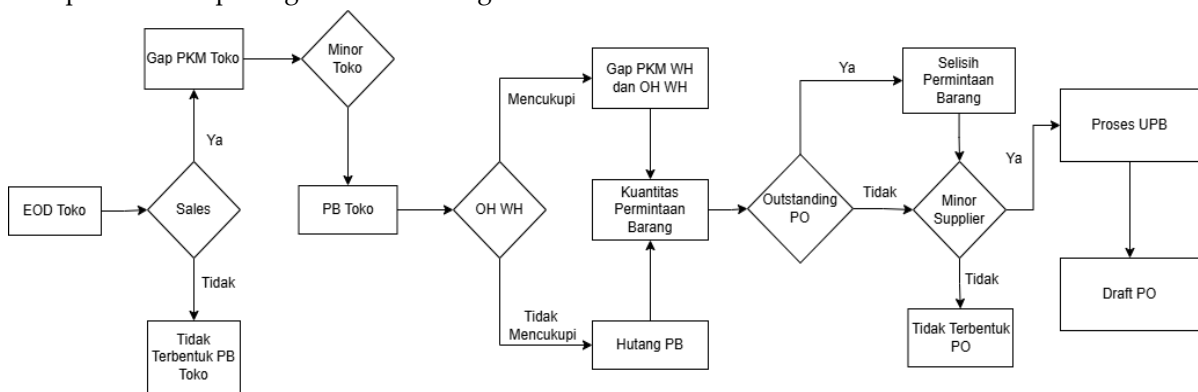 Gap PKM Toko
Minor
Toko
Ya
EOD Toko
Sales
Tidak
Tidak
Terbentuk PB
Toko
PB Toko
OH WH
Mencukupi
Tidak
Mencukupi
Gap PKM WH
dan OH WH
Kuantitas
Permintaan
Barang
Hutang PB
Outstanding
PO
Ya
Tidak
Selisih
Permintaan
Barang
Minor
Supplier
Ya
Tidak
Tidak Terbentuk
PO
Proses UPB
Draft PO